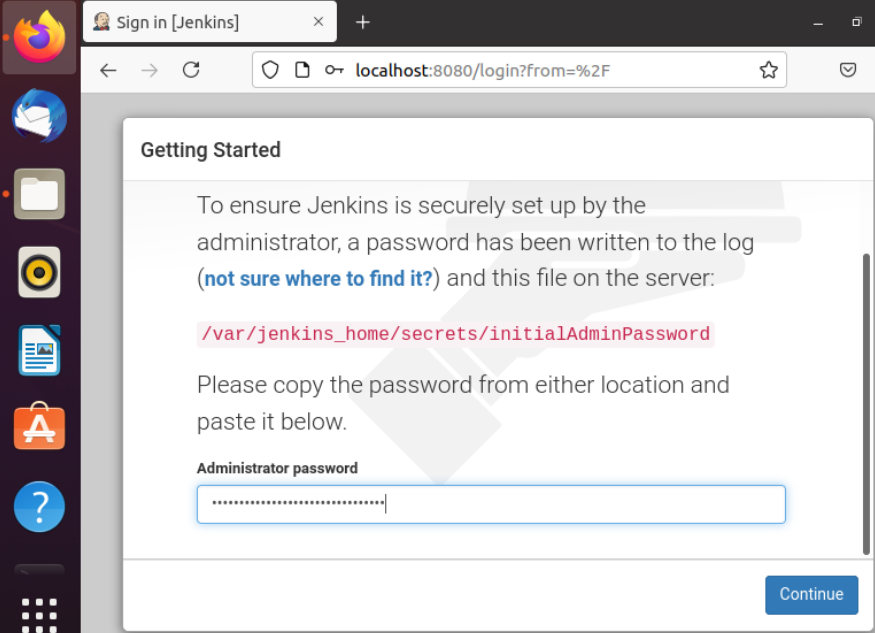 Sign in [Jenkins]
localhost:8080/login?from=%2F
Getting Started
To ensure Jenkins is securely set up by the
administrator, a password has been written to the log
(not sure where to find it?) and this file on the server:
/var/jenkins_home/secrets/initialAdminPassword
Please copy the password from either location and
paste it below.
Administrator password
Continue